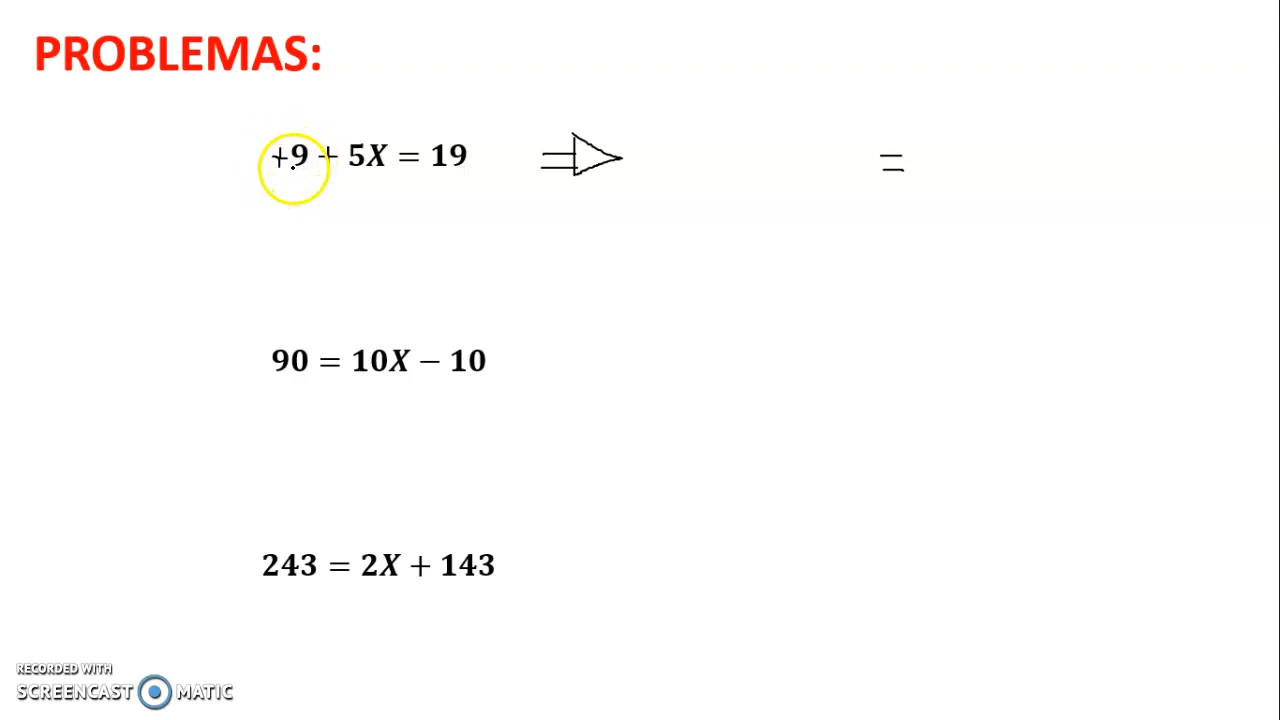 PROBLEMAS:
+9 + 5X = 19 =
90 = 10X − 10
243 = 2X + 143
RECORDED WITH
SCREENCAST MATIC